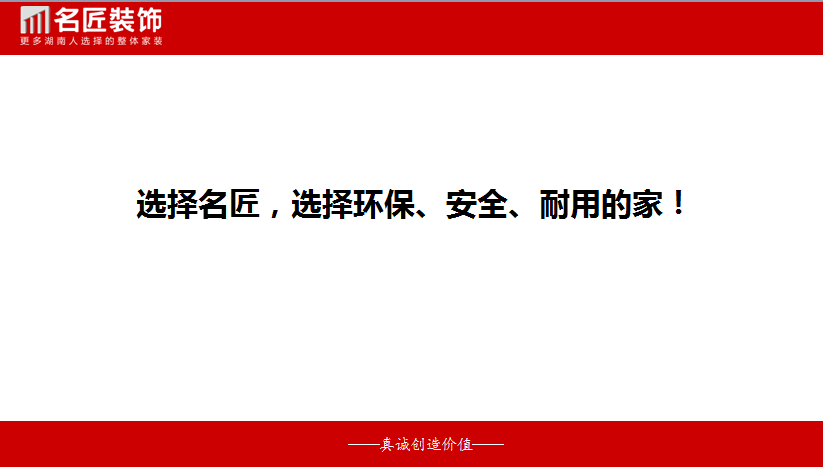 名匠装饰
更多湖南人选择的整体家装
选择名匠，选择环保、安全、耐用的家！
——真诚创造价值——